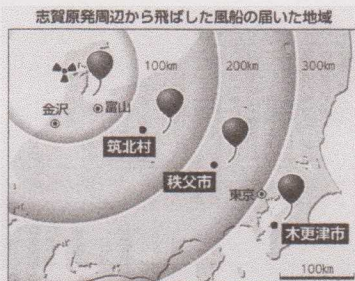 志賀原発周辺から飛ばした風船の届いた地域
100km
200km
300km
金沢
富山
筑北村
秩父市
東京
木更津市
100km